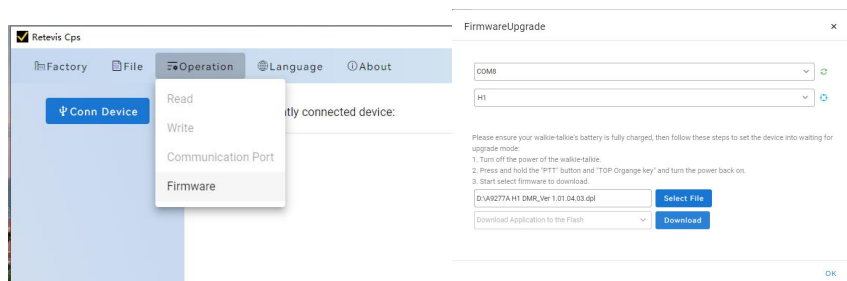 Retevis Cps
Factory File Operation Language About
Conn Device
ntly connected device:
Read
Write
Communication Port
Firmware
FirmwareUpgrade
COM8
H1
Please ensure your walkie-talkie's battery is fully charged, then follow these steps to set the device into waiting for
upgrade mode:
1. Turn off the power of the walkie-talkie.
2. Press and hold the "PTT" button and "TOP Organge key" and turn the power back on.
3. Start select firmware to download.
D:\A9277A H1 DMR_Ver 1.01.04.03.dpl Select File
Download Application to the Flash Download
OK